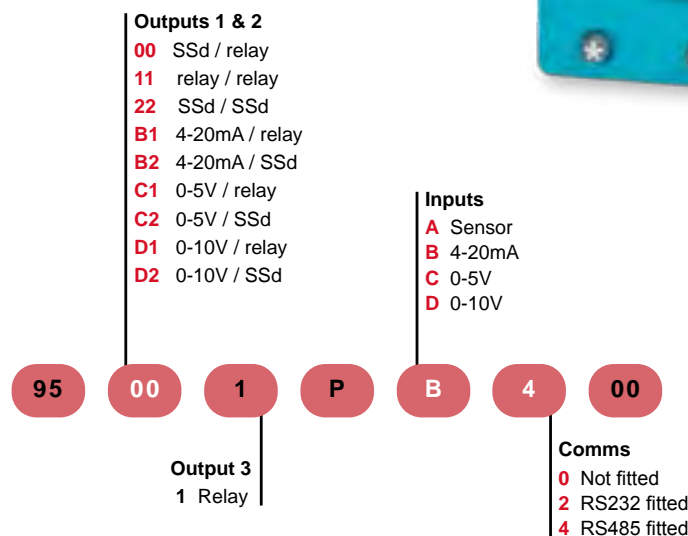 Outputs 1 & 2
00 SSd / relay
11 relay / relay
22 SSd / SSd
B1 4-20mA / relay
B2 4-20mA / SSd
C1 0-5V / relay
C2 0-5V / SSd
D1 0-10V / relay
D2 0-10V / SSd
Inputs
A Sensor
B 4-20mA
C 0-5V
D 0-10V
95 00 1 P B 4 00
Output 3
1 Relay
Comms
0 Not fitted
2 RS232 fitted
4 RS485 fitted